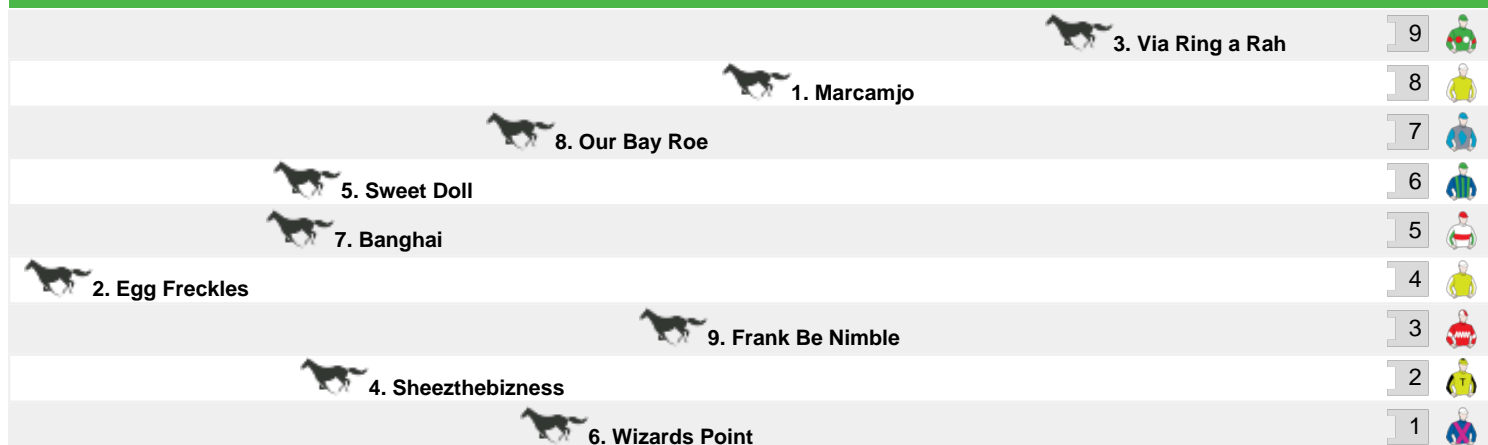 3. Via Ring a Rah 9
1. Marcamjo 8
8. Our Bay Roe 7
5. Sweet Doll 6
7. Banghai 5
2. Egg Freckles 4
9. Frank Be Nimble 3
4. Sheezthebizness 2
T
6. Wizards Point 1